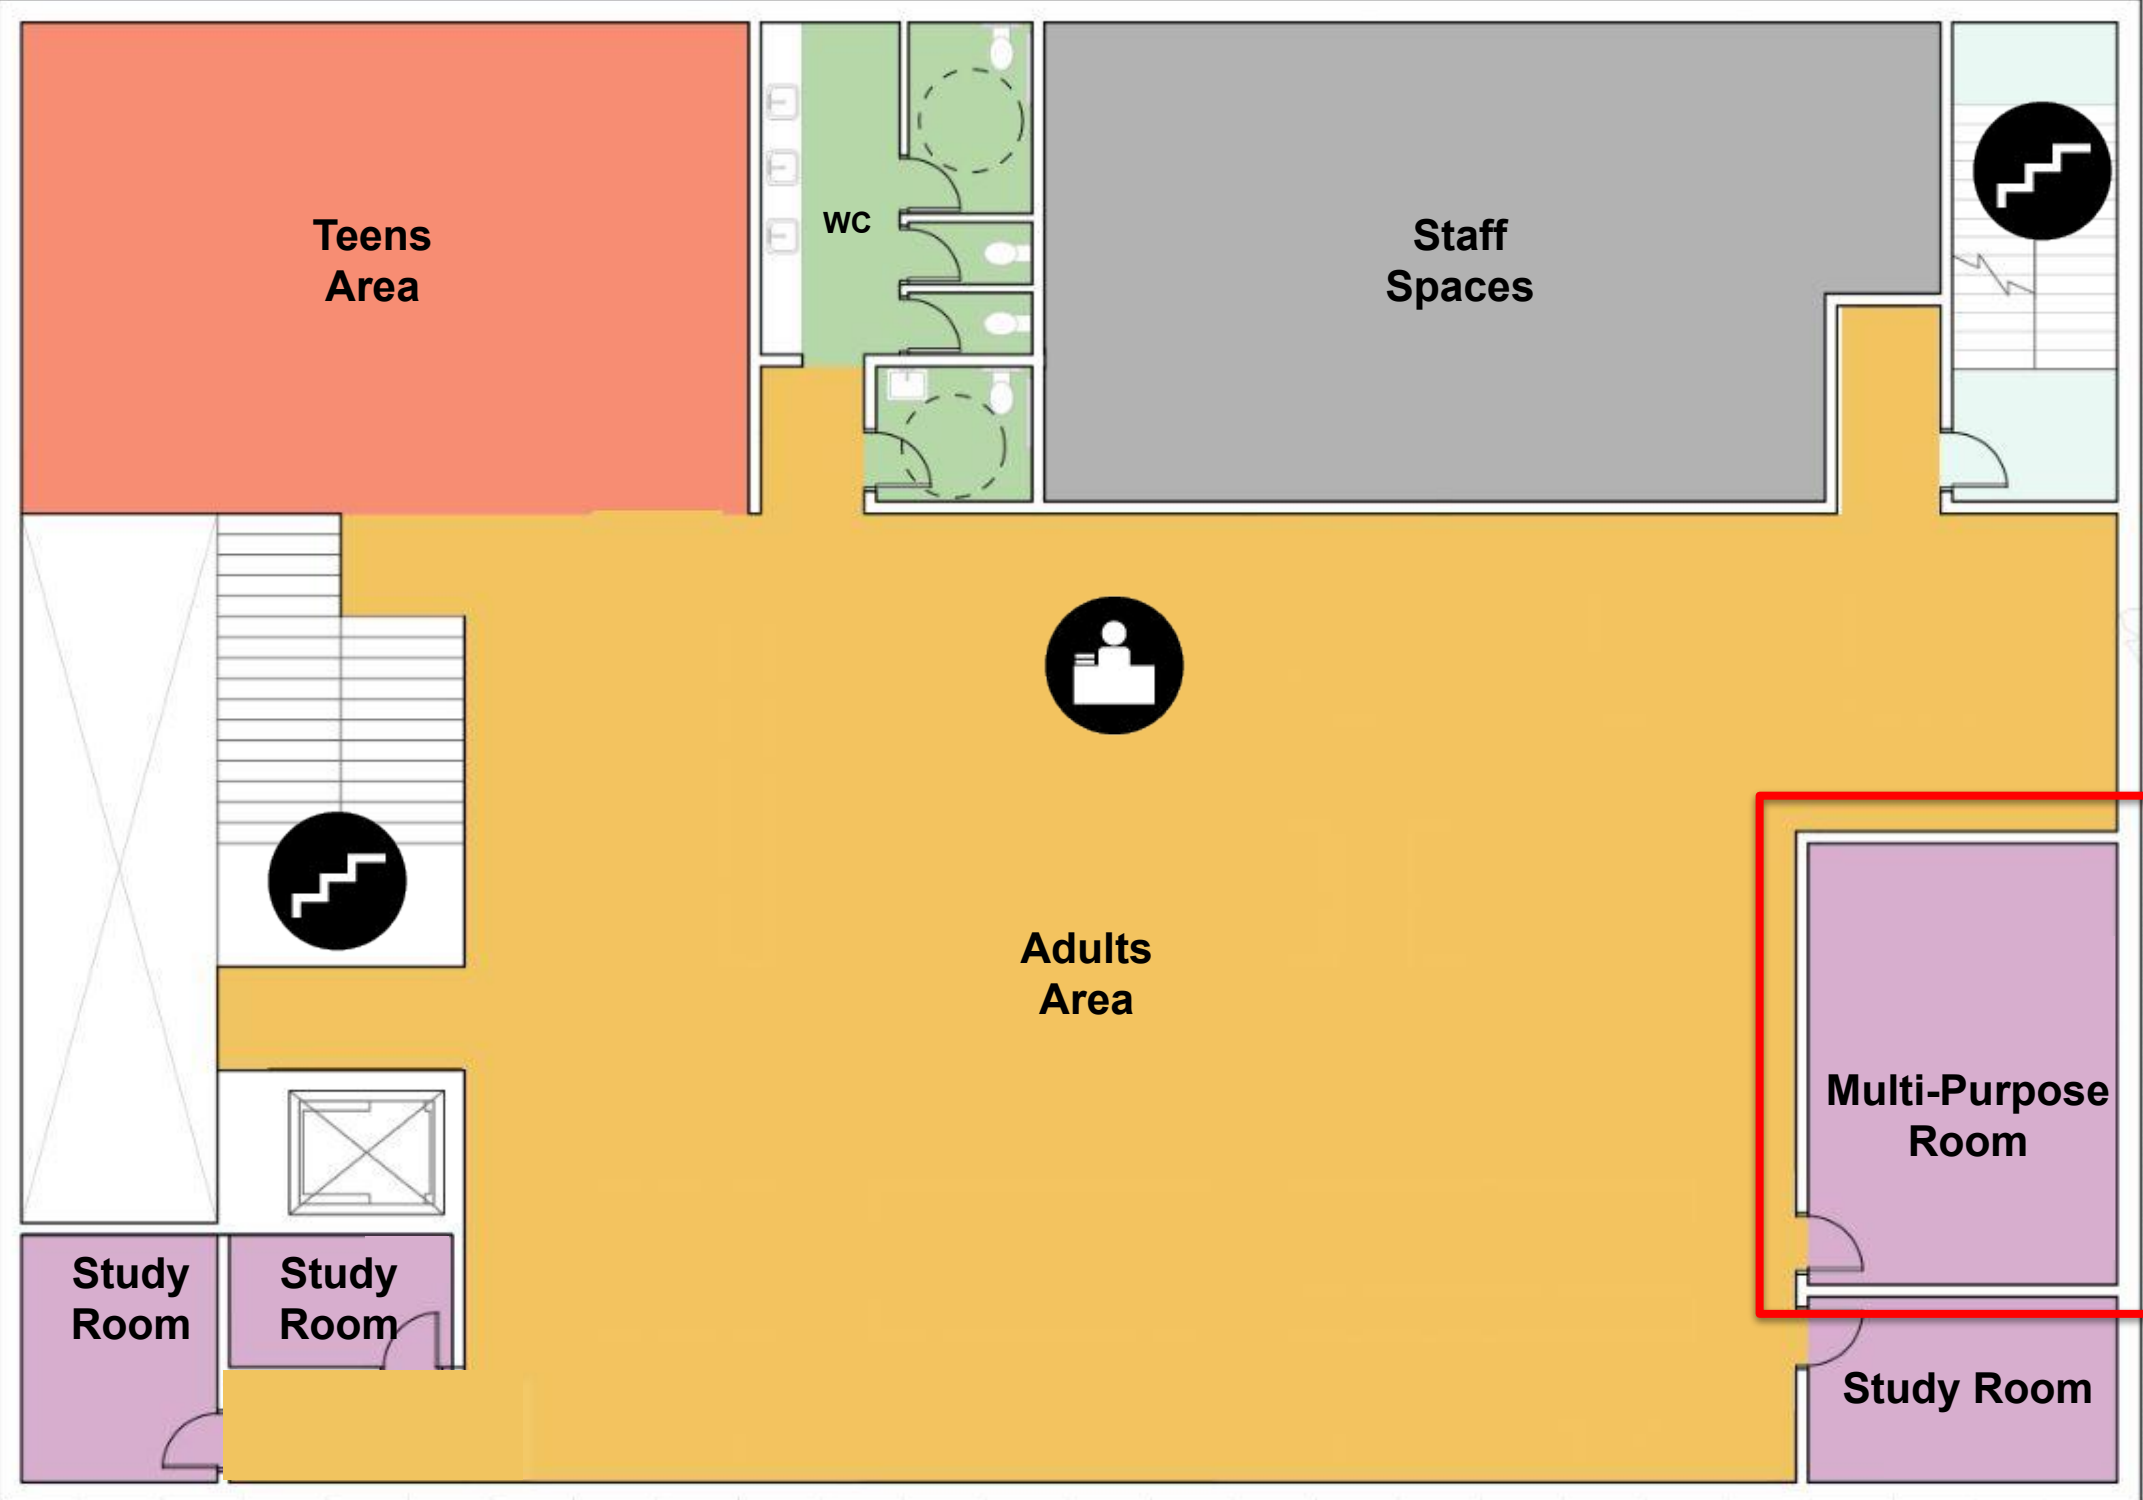 Teens
Area
WC
Staff
Spaces
Adults
Area
Multi-Purpose
Room
Study
Room
Study
Room
Study Room